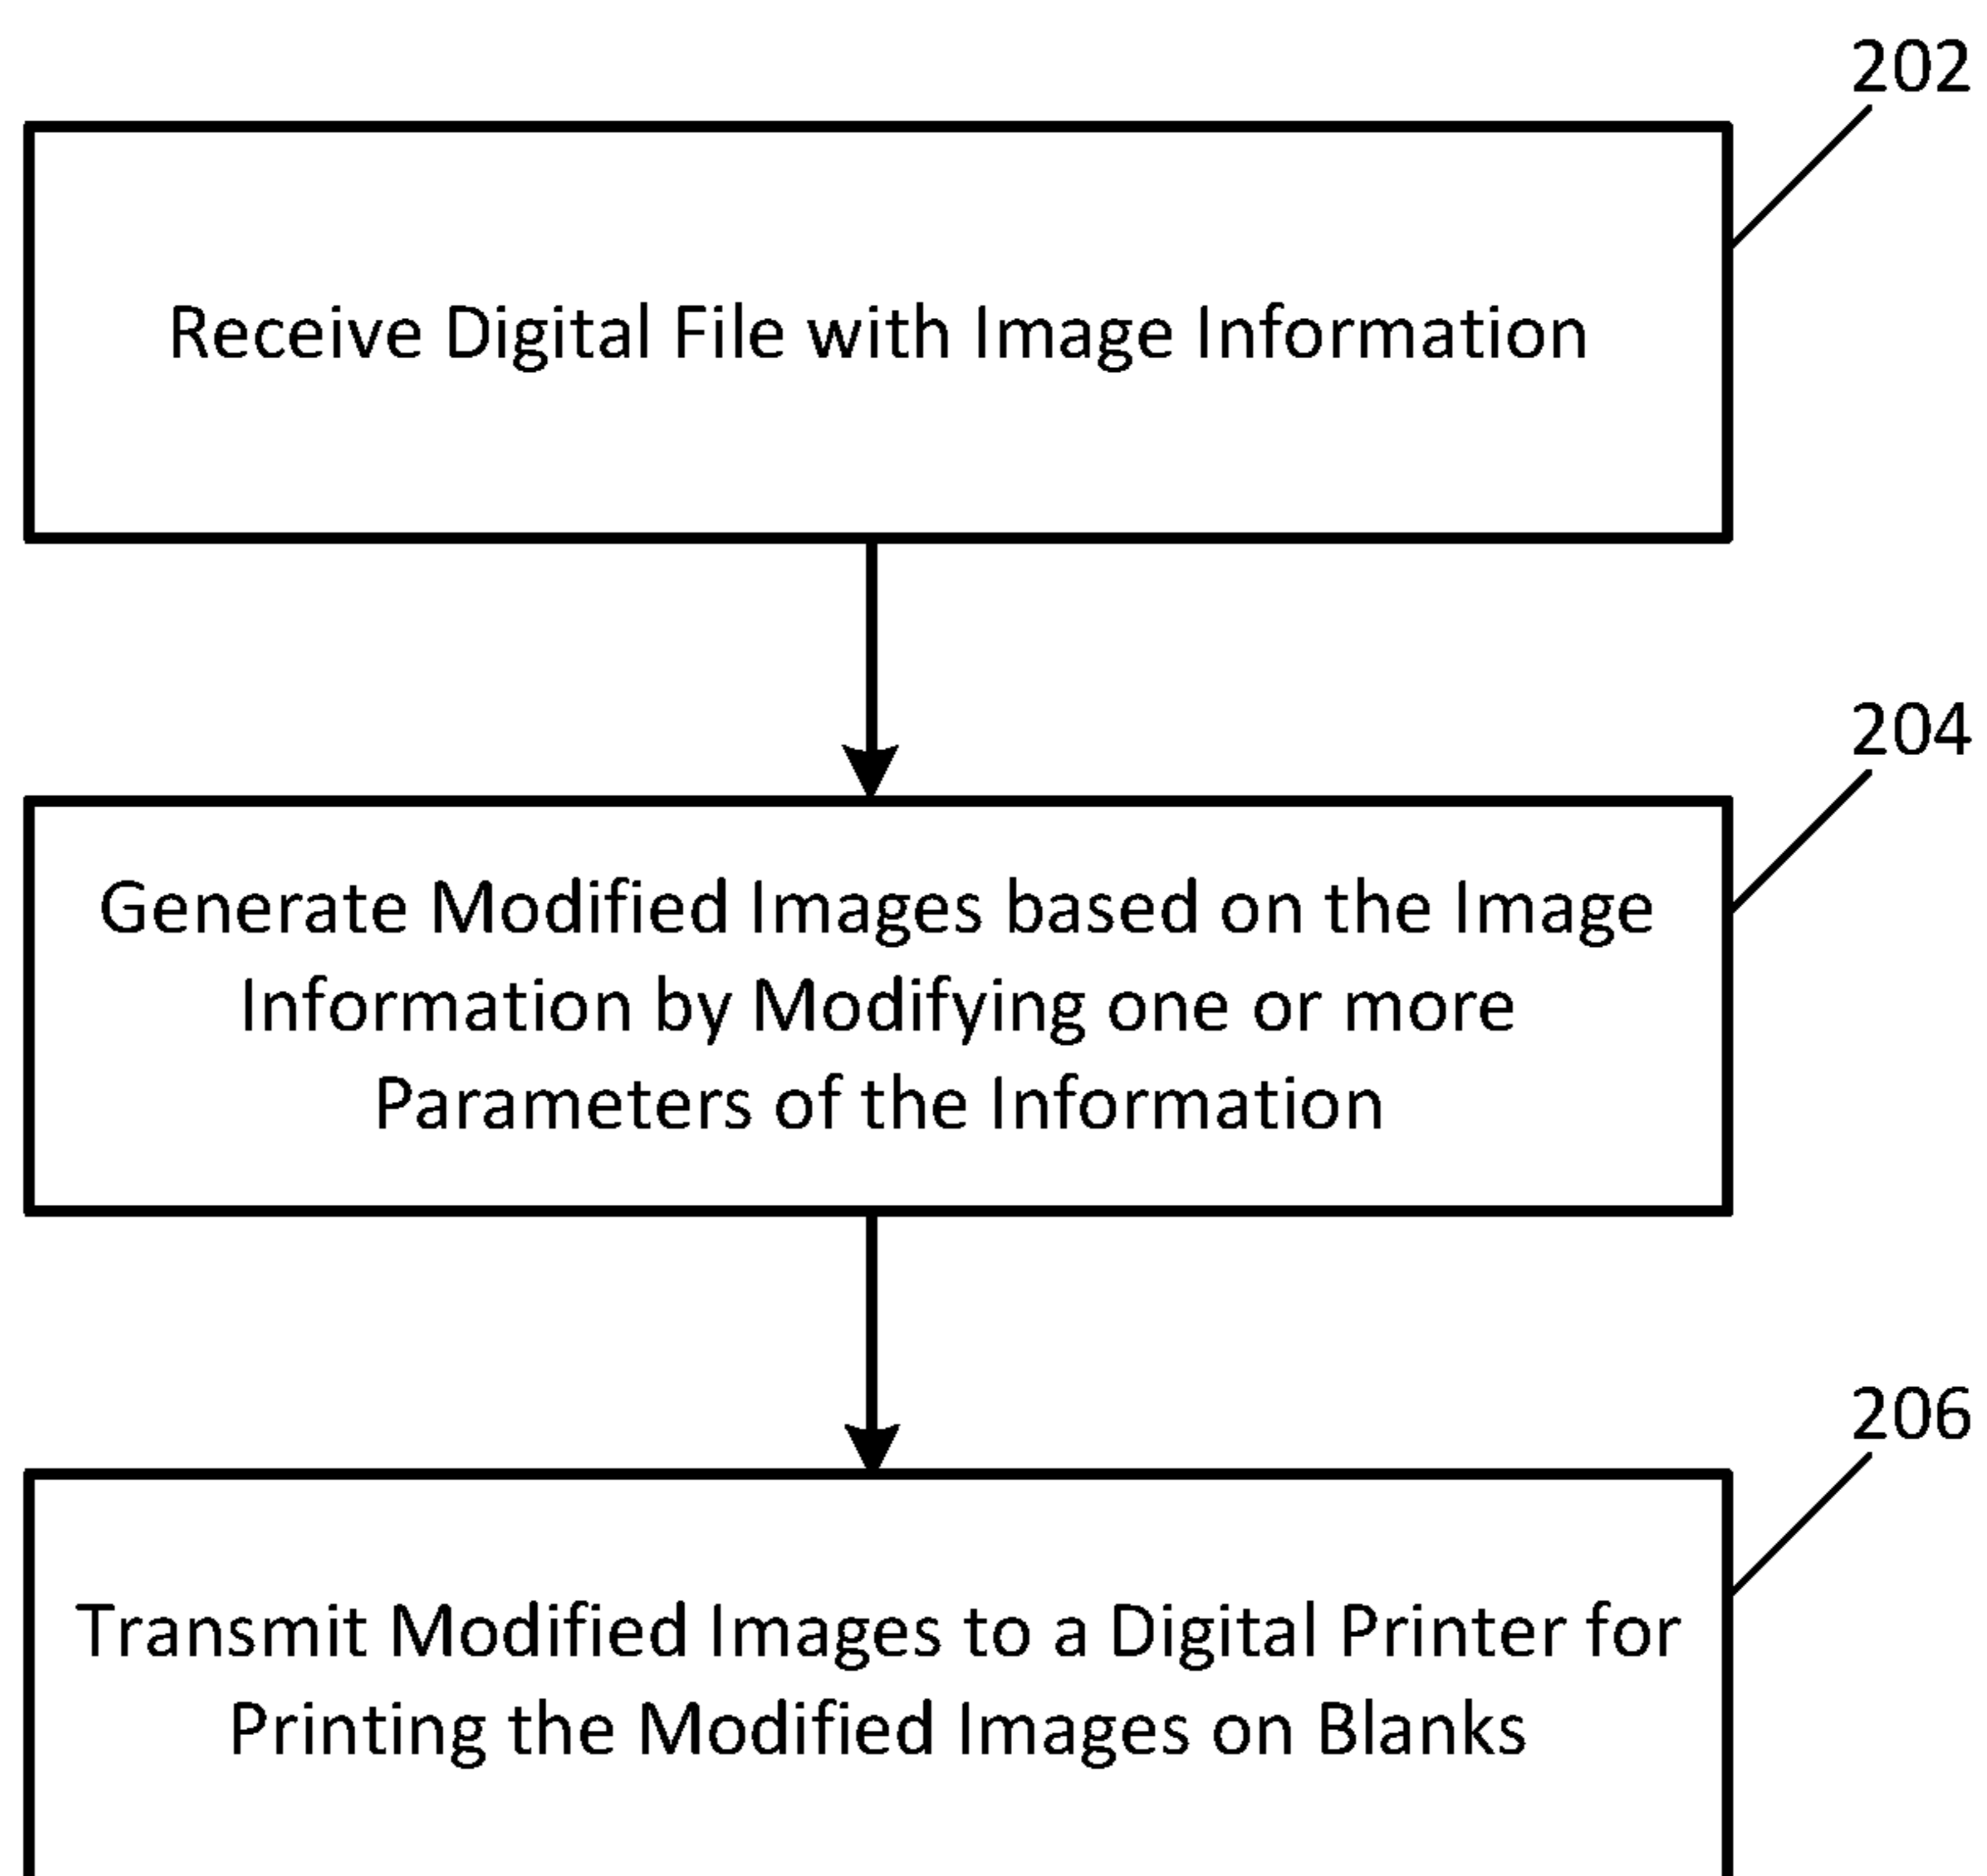 202
Receive Digital File with Image Information
204
Generate Modified Images based on the Image
Information by Modifying one or more
Parameters of the Information
206
Transmit Modified Images to a Digital Printer for
Printing the Modified Images on Blanks